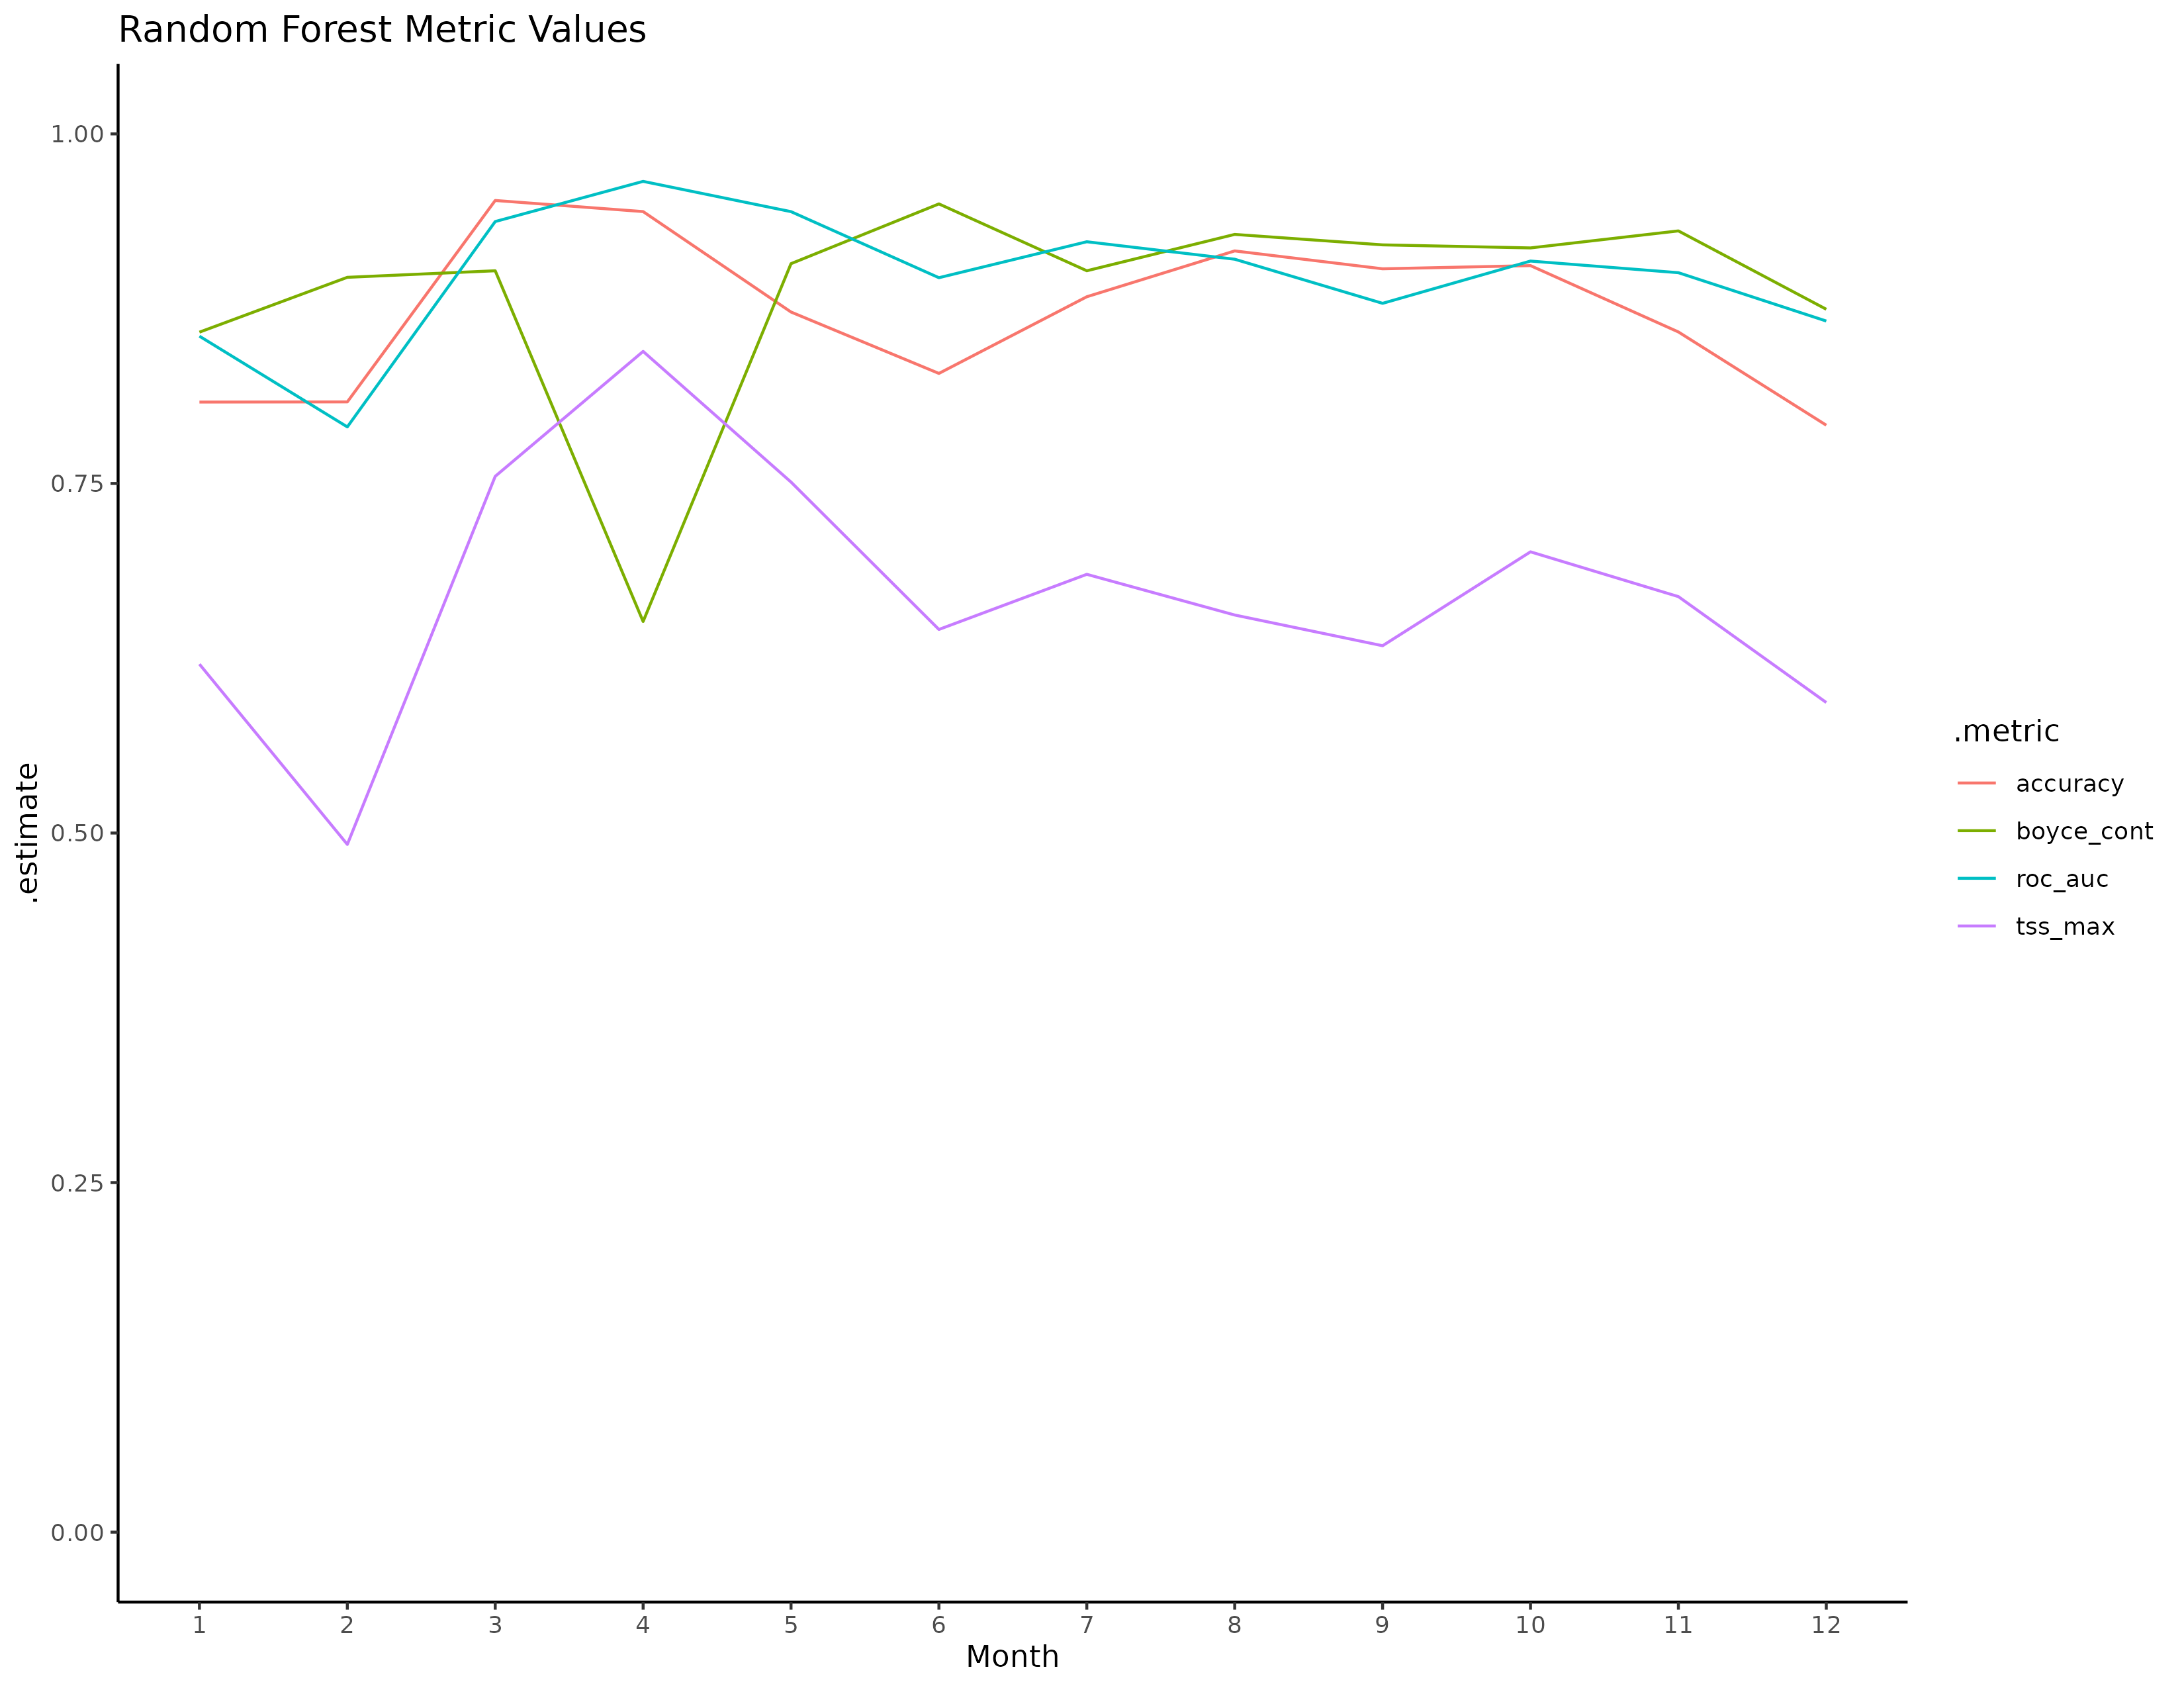 Random Forest Metric Values
1.00
0.75
0.50
0.25
0.00
.estimate
1 2 3 4 5 6 7 8 9 10 11 12
Month
.metric
accuracy
boyce_cont
roc_auc
tss_max